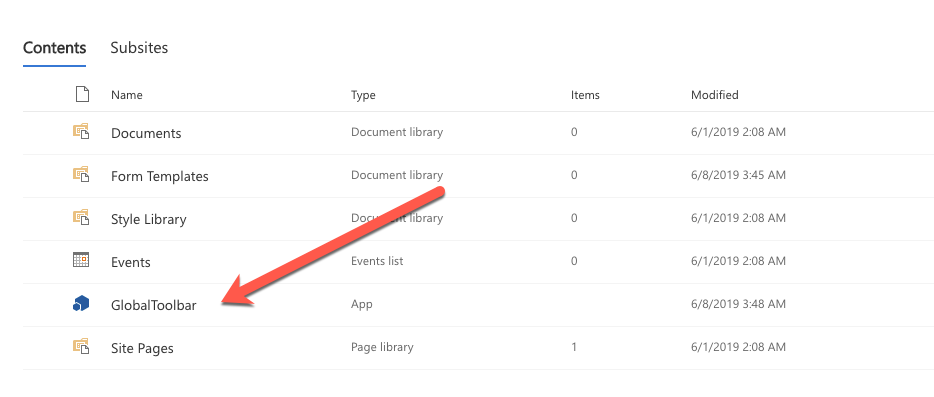 Contents Subsites
Name Type Items Modified
Documents Document library 0 6/1/2019 2:08 AM
Form Templates Document library 0 6/8/2019 3:45 AM
Style Library Document library 0 6/1/2019 2:08 AM
Events Events list 0 6/1/2019 2:08 AM
GlobalToolbar App 6/8/2019 3:48 AM
Site Pages Page library 1 6/1/2019 2:08 AM